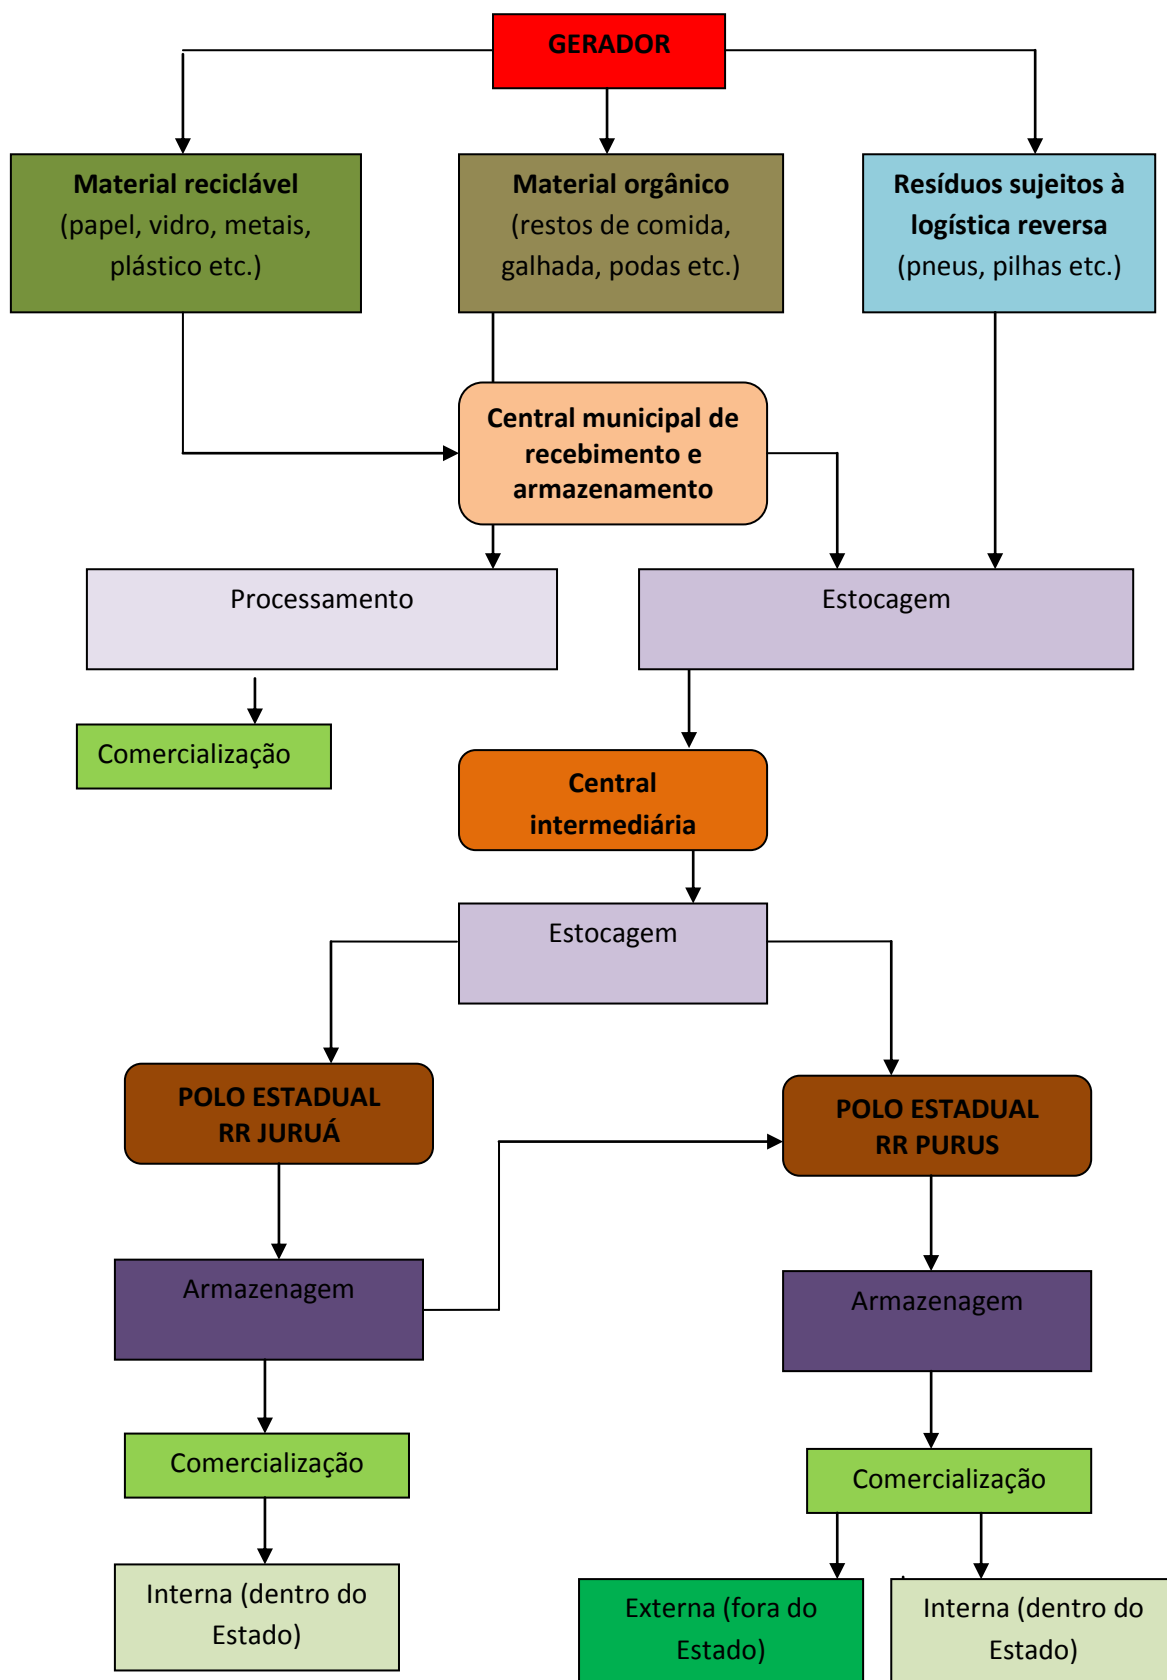 GERADOR
Material reciclável
(papel, vidro, metais,
plástico etc.)
Material orgânico
(restos de comida,
galhada, podas etc.)
Resíduos sujeitos à
logística reversa
(pneus, pilhas etc.)
Central municipal de
recebimento e
armazenamento
Processamento
Estocagem
Comercialização
Central
intermediária
Estocagem
POLO ESTADUAL
RR JURUÁ
POLO ESTADUAL
RR PURUS
Armazenagem
Armazenagem
Comercialização
Comercialização
Interna (dentro do
Estado)
Externa (fora do
Estado)
Interna (dentro do
Estado)